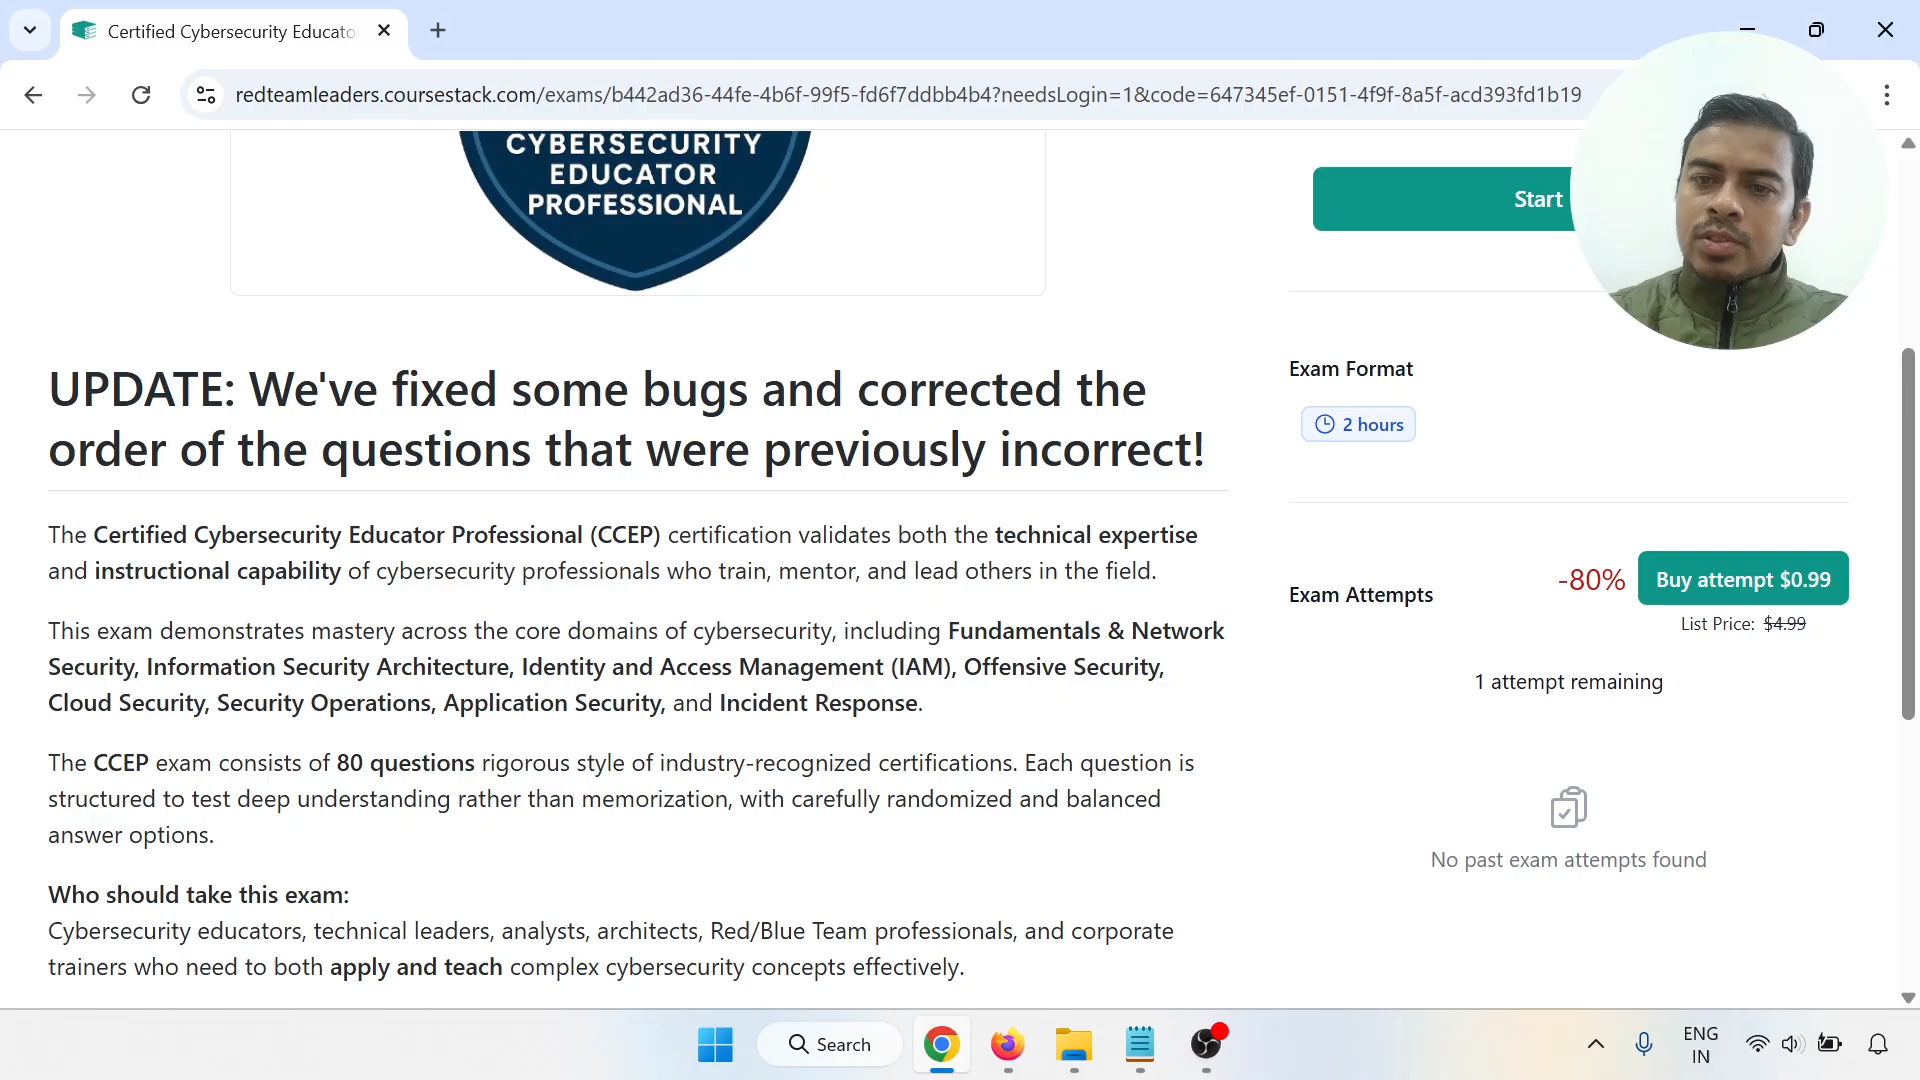 Certified Cybersecurity Educato
redteamleaders.coursestack.com/exams/b442ad36-44fe-4b6f-99f5-fd6f7ddbb4b4?needsLogin=1&code=647345ef-0151-4f9f-8a5f-acd393fd1b19
CYBERSECURITY
EDUCATOR
PROFESSIONAL
Start
UPDATE: We've fixed some bugs and corrected the
order of the questions that were previously incorrect!
The Certified Cybersecurity Educator Professional (CCEP) certification validates both the technical expertise
and instructional capability of cybersecurity professionals who train, mentor, and lead others in the field.
This exam demonstrates mastery across the core domains of cybersecurity, including Fundamentals & Network
Security, Information Security Architecture, Identity and Access Management (IAM), Offensive Security,
Cloud Security, Security Operations, Application Security, and Incident Response.
The CCEP exam consists of 80 questions rigorous style of industry-recognized certifications. Each question is
structured to test deep understanding rather than memorization, with carefully randomized and balanced
answer options.
Who should take this exam:
Cybersecurity educators, technical leaders, analysts, architects, Red/Blue Team professionals, and corporate
trainers who need to both apply and teach complex cybersecurity concepts effectively.
Exam Format
2 hours
Exam Attempts
-80%
Buy attempt $0.99
List Price: $4.99
1 attempt remaining
No past exam attempts found
Search
ENG
IN